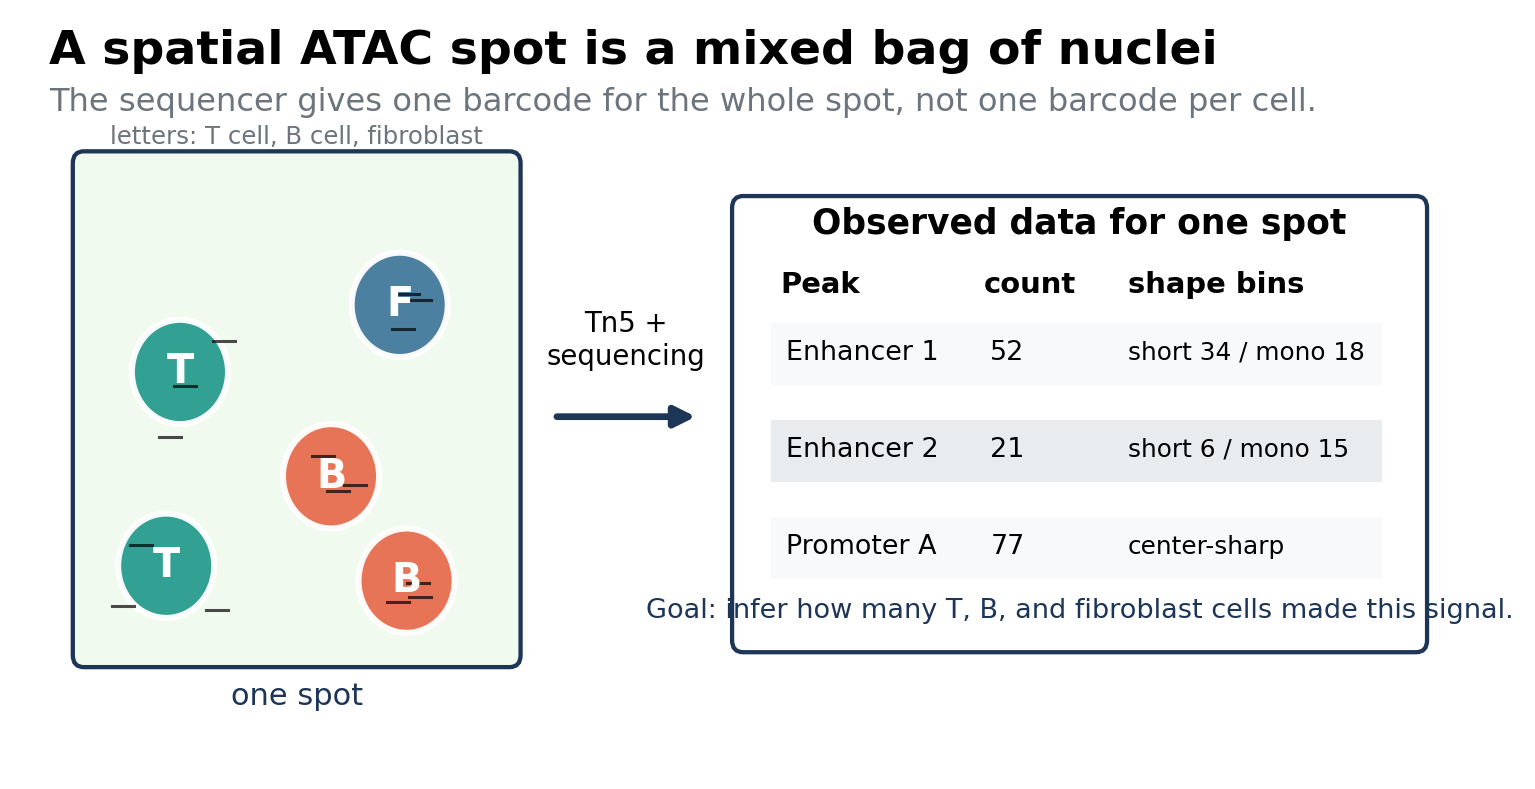 A spatial ATAC spot is a mixed bag of nuclei
The sequencer gives one barcode for the whole spot, not one barcode per cell.
letters: T cell, B cell, fibroblast
F
T
B
T
B
one spot
Tn5 +
sequencing
Observed data for one spot
Peak count shape bins
Enhancer 1 52 short 34 / mono 18
Enhancer 2 21 short 6 / mono 15
Promoter A 77 center-sharp
Goal: infer how many T, B, and fibroblast cells made this signal.